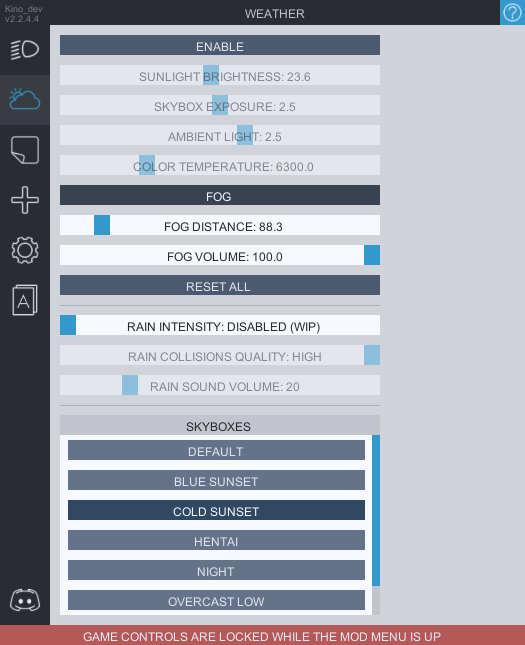 Kino_dev
v2.2.4.4
WEATHER
ENABLE
SUNLIGHT BRIGHTNESS: 23.6
SKYBOX EXPOSURE: 2.5
AMBIENT LIGHT: 2.5
COLOR TEMPERATURE: 6300.0
FOG
FOG DISTANCE: 88.3
FOG VOLUME: 100.0
RESET ALL
RAIN INTENSITY: DISABLED (WIP)
RAIN COLLISIONS QUALITY: HIGH
RAIN SOUND VOLUME: 20
SKYBOXES
DEFAULT
BLUE SUNSET
COLD SUNSET
HENTAI
NIGHT
OVERCAST LOW
GAME CONTROLS ARE LOCKED WHILE THE MOD MENU IS UP